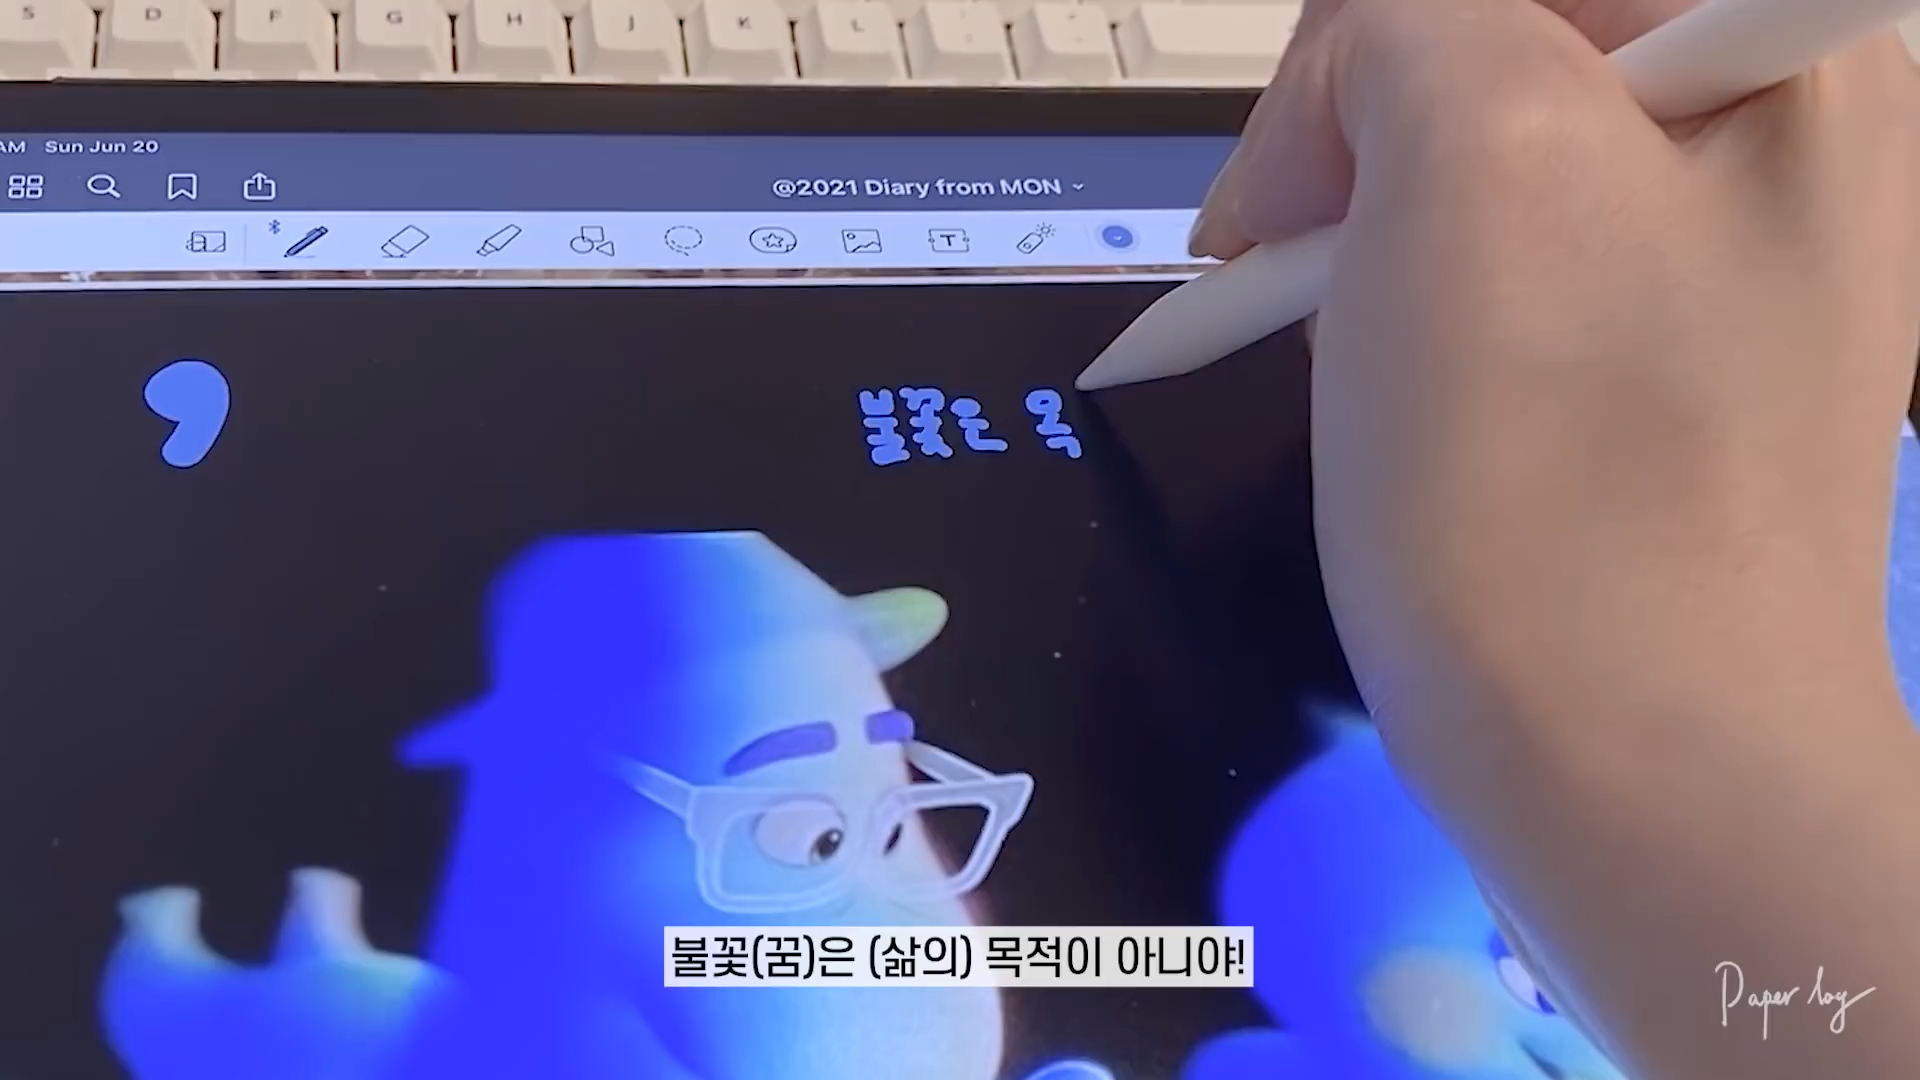 S D F G H J K L
AM Sun Jun 20
@2021 Diary from MON
T
,
불꽃은 목
불꽃(꿈)은 (삶의) 목적이 아니야!
Paper log